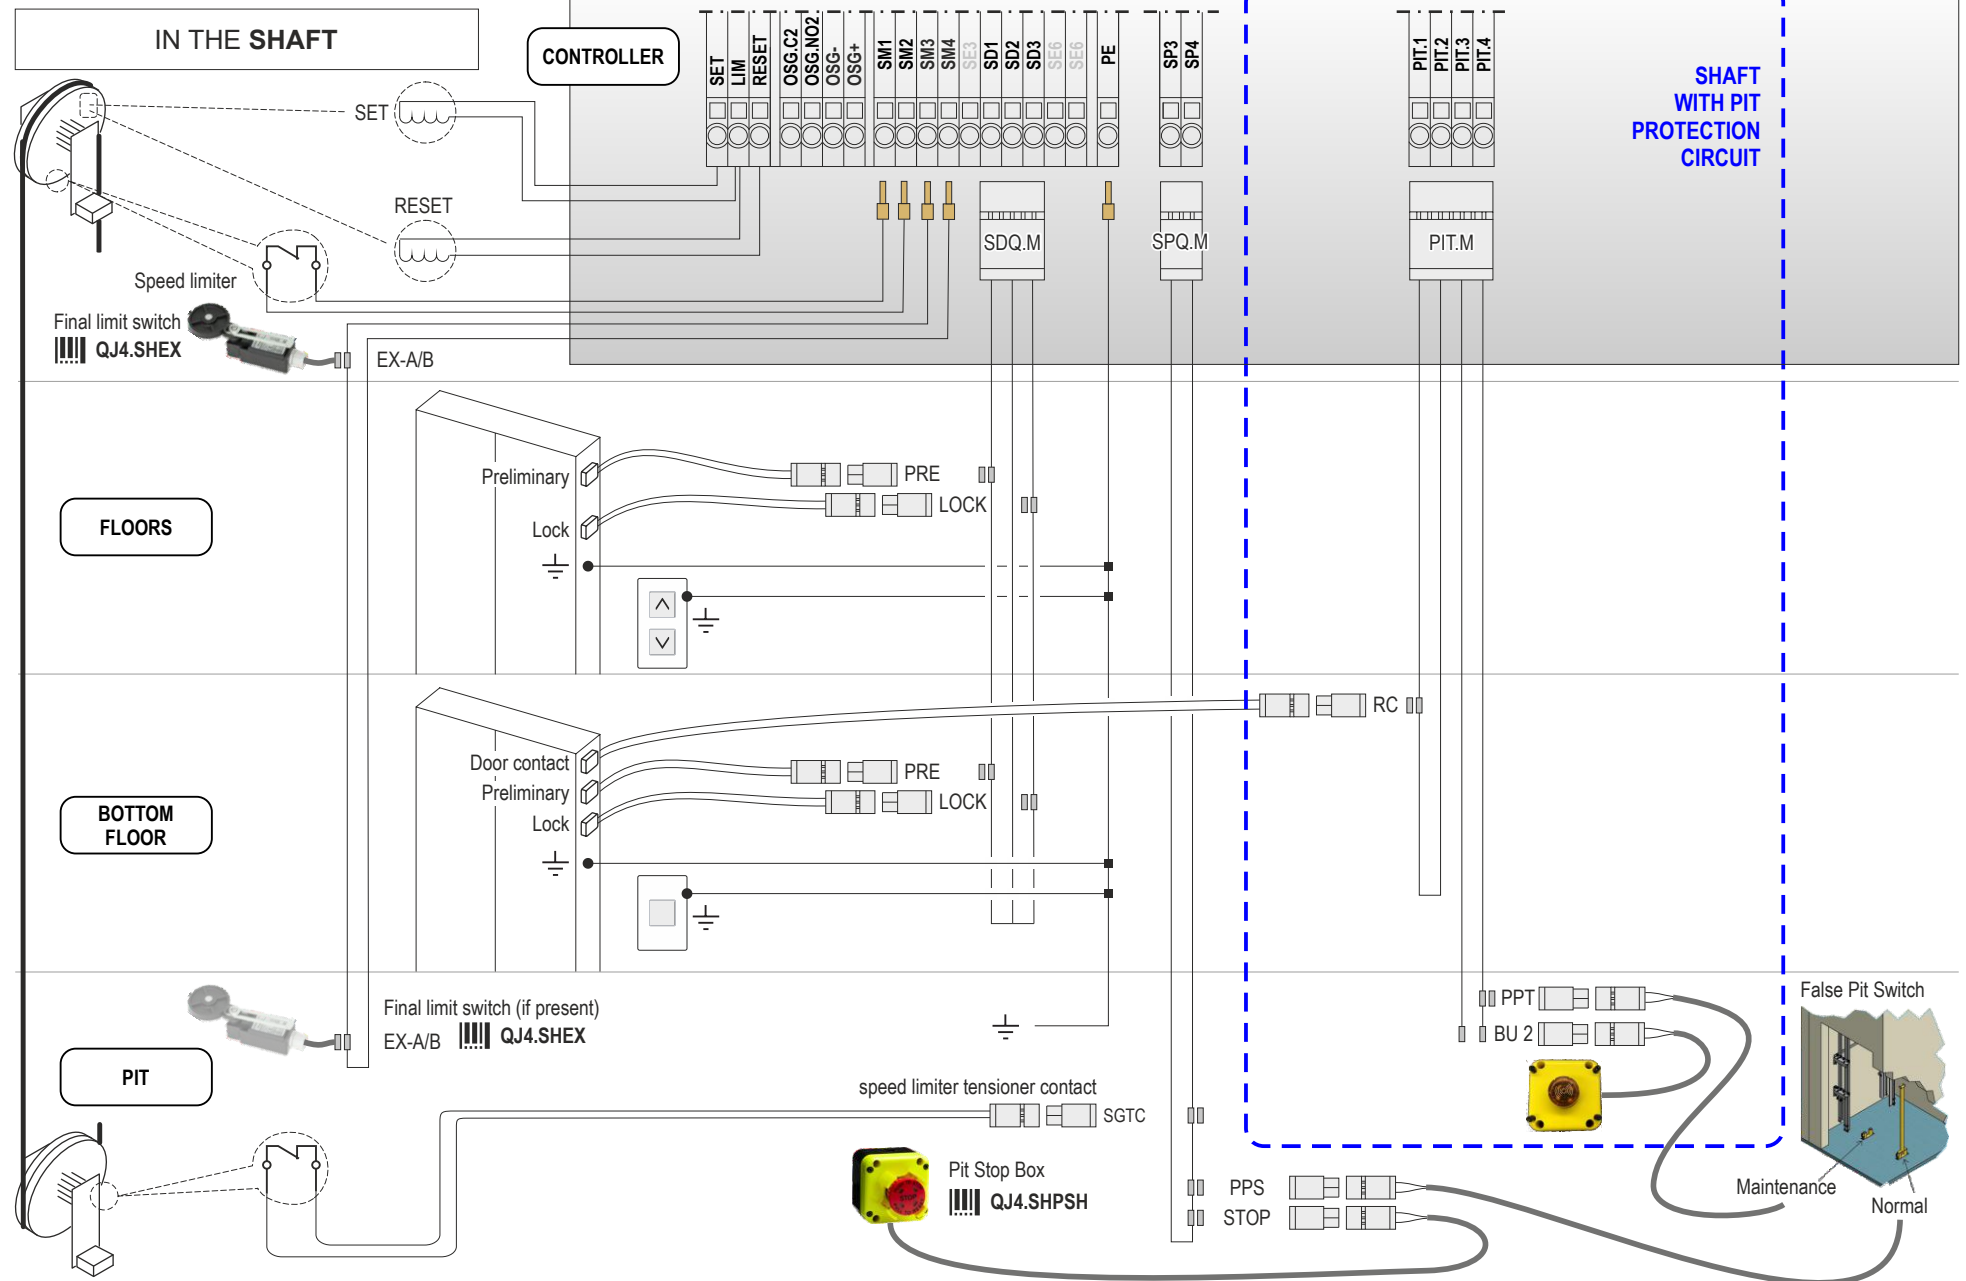 IN THE SHAFT
CONTROLLER
SET
LIM
RESET
OSG.C2
OSG.NO2
OSG-
OSG+
SM1
SM2
SM3
SM4
SE3
SD1
SD2
SD3
SE6
SE6
PE
SP3
SP4
PIT.1
PIT.2
PIT.3
PIT.4
SHAFT
WITH PIT
PROTECTION
CIRCUIT
SET
RESET
SDQ.M
SPQ.M
PIT.M
Speed limiter
Final limit switch
QJ4.SHEX
EX-A/B
FLOORS
Preliminary
PRE
LOCK
Lock
BOTTOM
FLOOR
RC
Door contact
PRE
Preliminary
LOCK
Lock
PIT
Final limit switch (if present)
EX-A/B
QJ4.SHEX
PPT
BU 2
False Pit Switch
speed limiter tensioner contact
SGTC
Pit Stop Box
QJ4.SHPSH
STOP
PPS
STOP
Maintenance
Normal